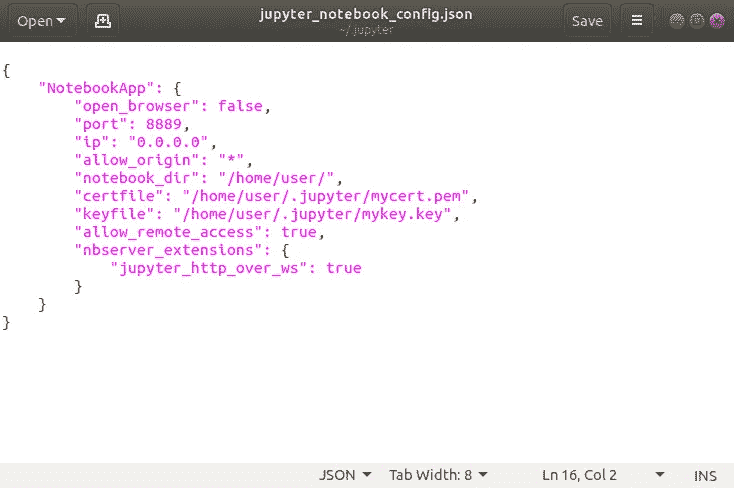 Open
jupyter_notebook_config.json
~/.jupyter
Save
{
    "NotebookApp": {
        "open_browser": false,
        "port": 8889,
        "ip": "0.0.0.0",
        "allow_origin": "*",
        "notebook_dir": "/home/user/",
        "certfile": "/home/user/.jupyter/mycert.pem",
        "keyfile": "/home/user/.jupyter/mykey.key",
        "allow_remote_access": true,
        "nbserver_extensions": {
            "jupyter_http_over_ws": true
        }
    }
}
JSON Tab Width: 8 Ln 16, Col 2 INS